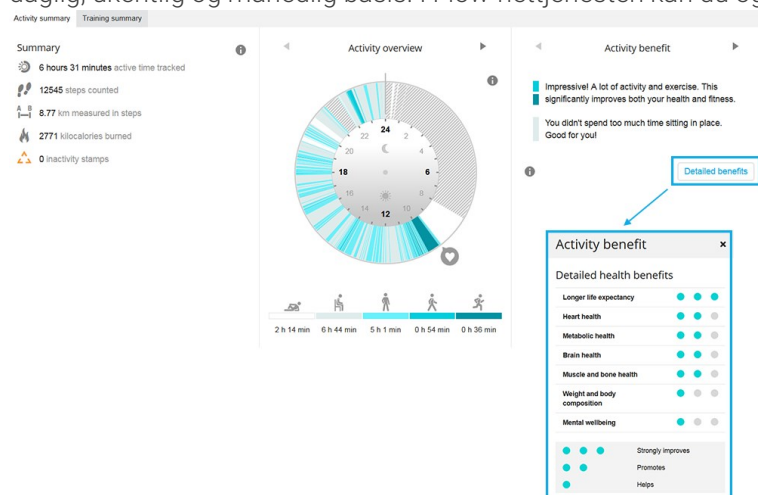 daglig, ukentlig og månedlig basis. I Flow-nettjenesten kan du og
Activity summary Training summary
Summary
6 hours 31 minutes active time tracked
12545 steps counted
A B
8.77 km measured in steps
2771 kilocalories burned
0 inactivity stamps
Activity overview
24
22 2
20 4
18 6
16 8
14 10
12
2 h 14 min 6 h 44 min 5 h 1 min 0 h 54 min 0 h 36 min
Activity benefit
Impressive! A lot of activity and exercise. This
significantly improves both your health and fitness.
You didn't spend too much time sitting in place.
Good for you!
Detailed benefits
Activity benefit ×
Detailed health benefits
Longer life expectancy
Heart health
Metabolic health
Brain health
Muscle and bone health
Weight and body
composition
Mental wellbeing
Strongly improves
Promotes
Helps